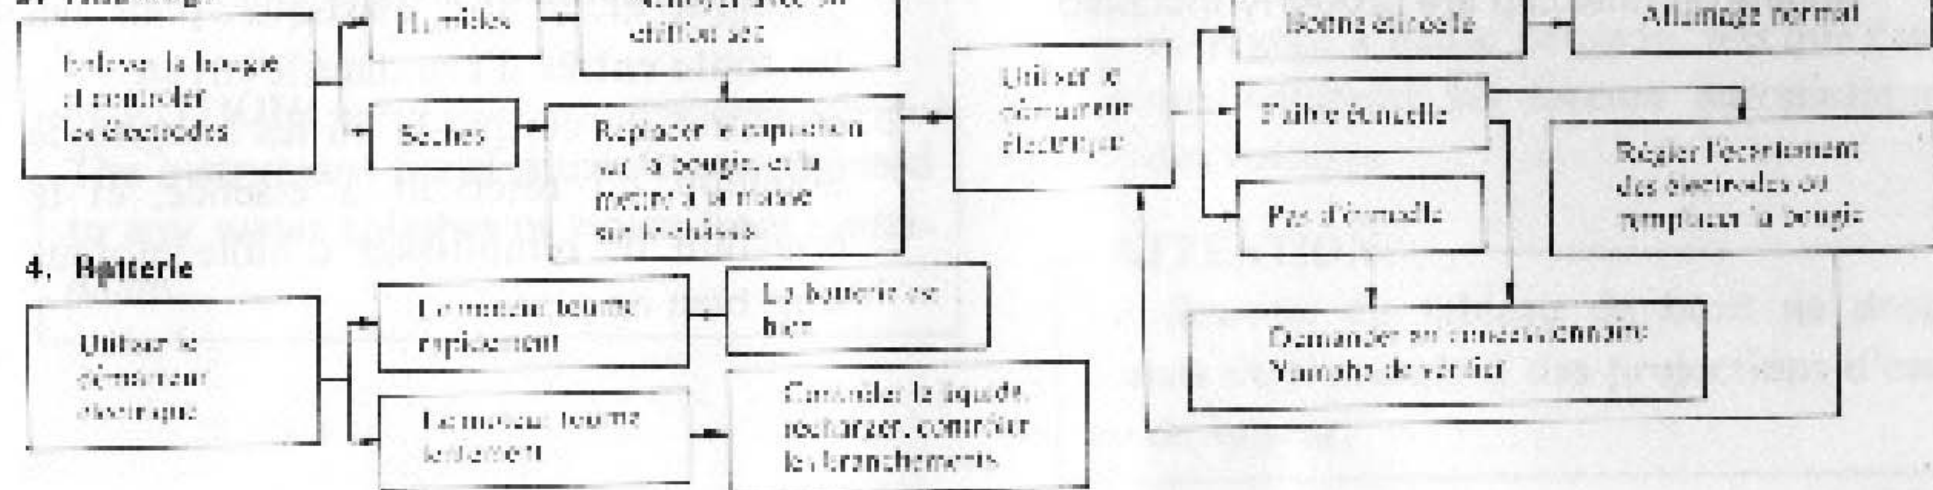 Humides
chiffon sec
Enlever la bougie
et contrôler
les électrodes
Sèches
Replacer le capuchon
sur la bougie, et la
mettre à la masse
sur le châssis
Utiliser le
démarreur
électrique
Bonne étincelle
Allumage normal
Faible étincelle
Pas d'étincelle
Régler l'écartement
des électrodes ou
remplacer la bougie
Demander au concessionnaire
Yamaha de vérifier
4. Batterie
Utiliser le
démarreur
électrique
Le moteur tourne
rapidement
La batterie est
bien
Le moteur tourne
lentement
Contrôler le liquide,
recharger, contrôler
les branchements